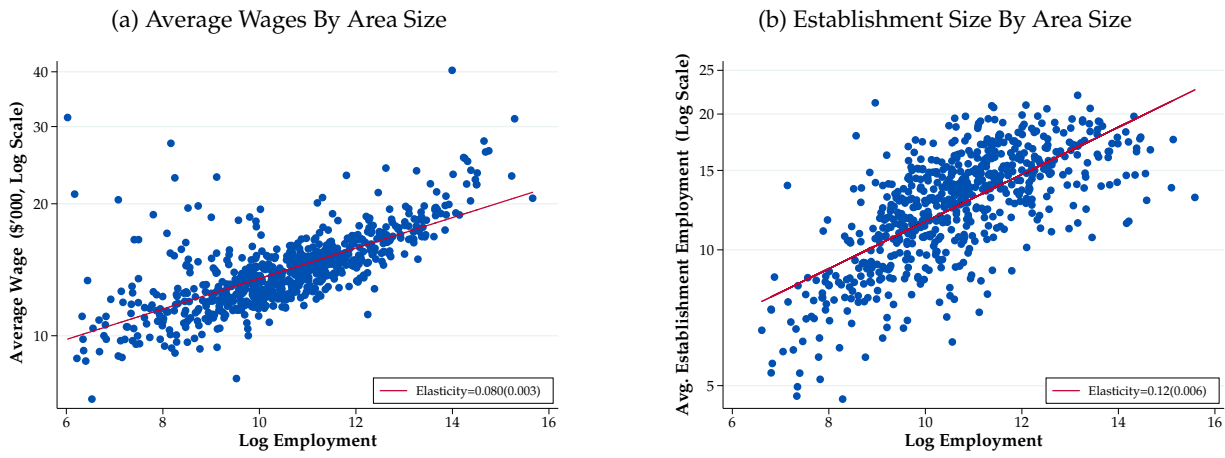 (a) Average Wages By Area Size
Average Wage ($'000, Log Scale)
40
30
20
10
6 8 10 12 14 16
Log Employment
Elasticity=0.080(0.003)
(b) Establishment Size By Area Size
Avg. Establishment Employment (Log Scale)
25
20
15
10
5
6 8 10 12 14 16
Log Employment
Elasticity=0.12(0.006)